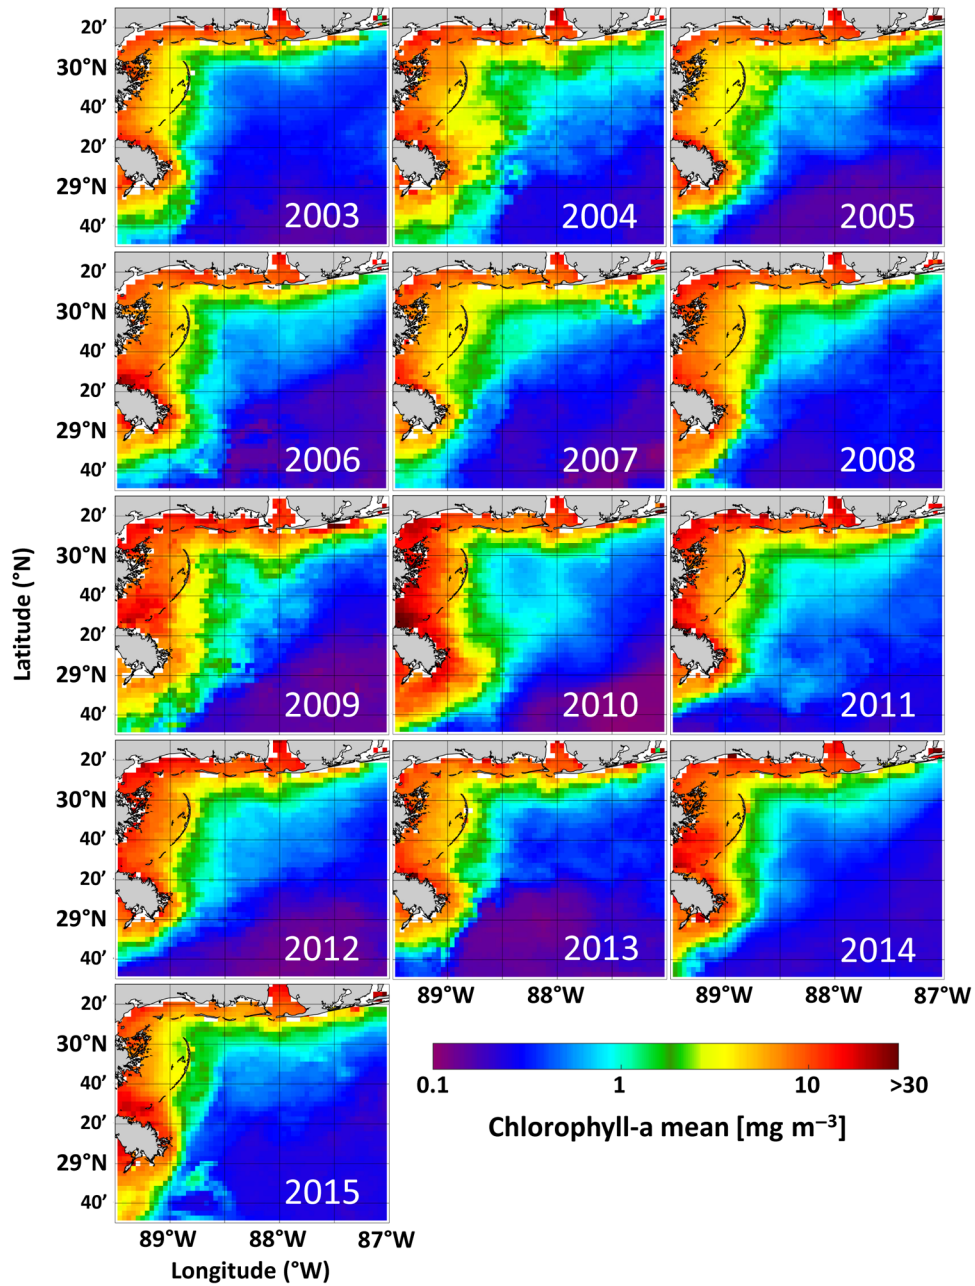 20′
30°N
40′
20′
29°N
40′
2003
2004
2005
20′
30°N
40′
20′
29°N
40′
2006
2007
2008
20′
30°N
40′
20′
29°N
40′
2009
2010
2011
Latitude (°N)
20′
30°N
40′
20′
29°N
40′
2012
2013
2014
89°W 88°W 89°W 88°W 87°W
20′
30°N
40′
20′
29°N
40′
2015
89°W 88°W 87°W
Longitude (°W)
0.1 1 10 >30
Chlorophyll-a mean [mg m⁻³]